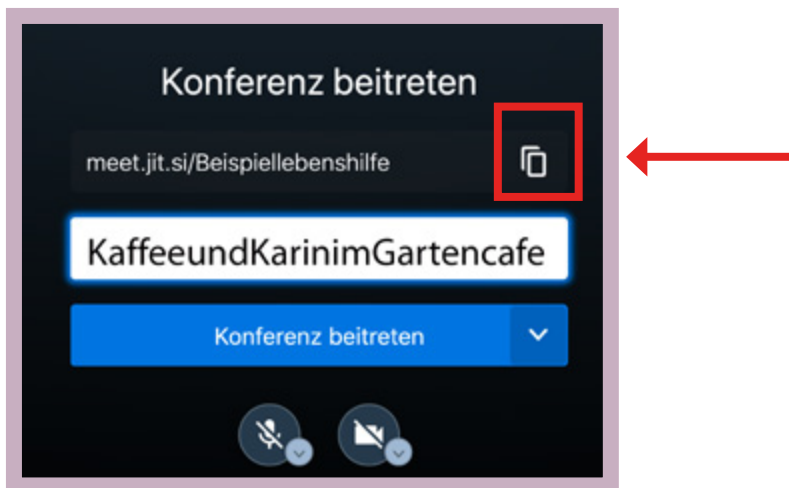 Konferenz beitreten
meet.jit.si/Beispiellebenshilfe
KaffeeundKarinimGartencafe
Konferenz beitreten